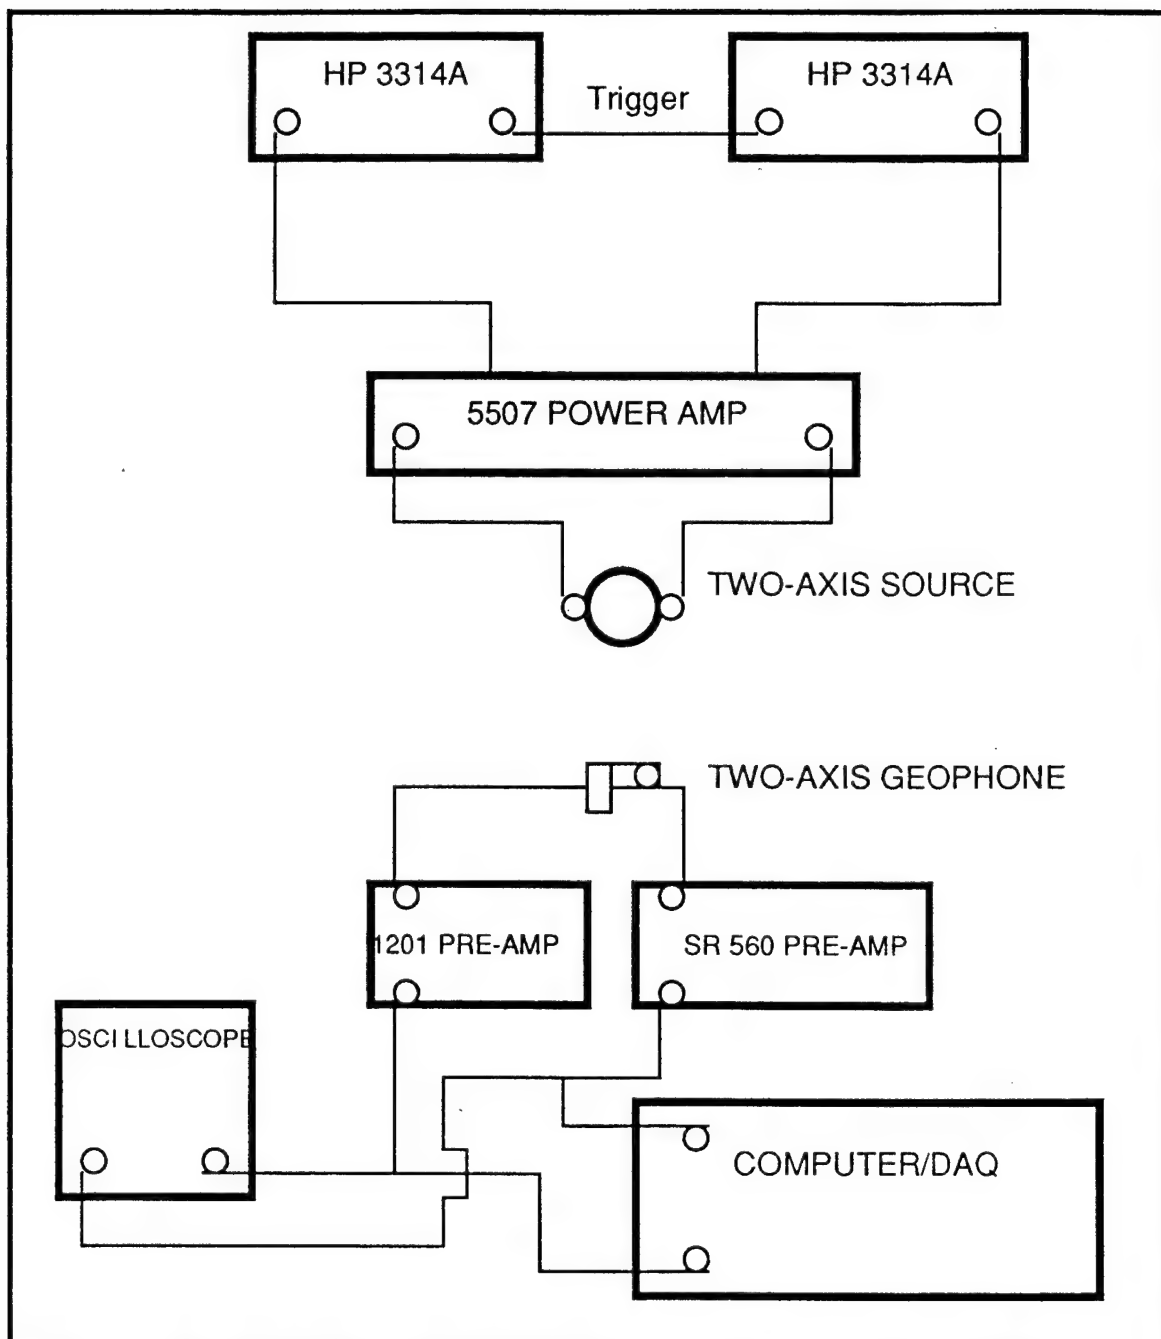 HP 3314A
Trigger
HP 3314A
5507 POWER AMP
TWO-AXIS SOURCE
TWO-AXIS GEOPHONE
1201 PRE-AMP
SR 560 PRE-AMP
OSCILLOSCOPE
COMPUTER/DAQ